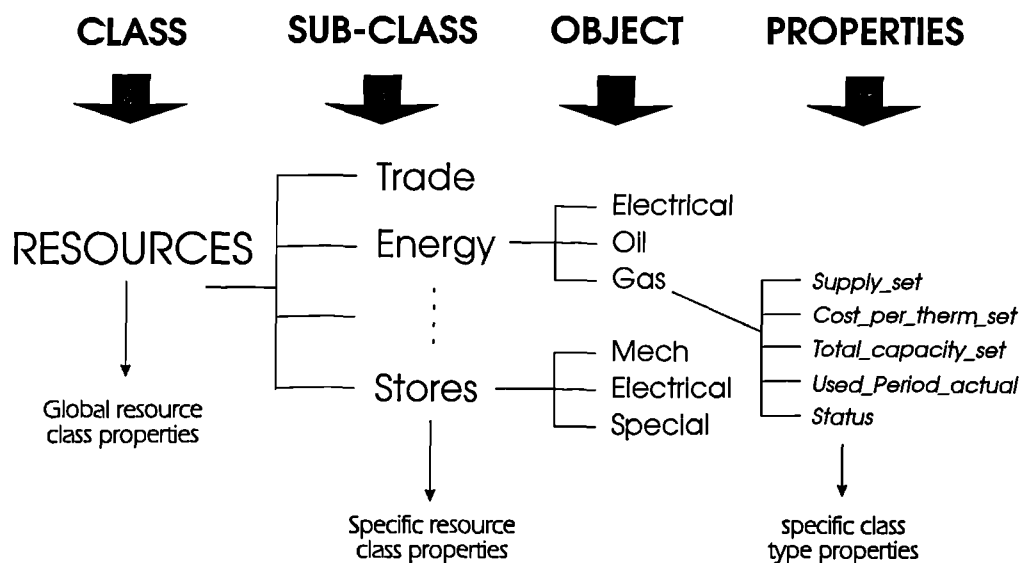 CLASS
SUB-CLASS
OBJECT
PROPERTIES
RESOURCES
Global resource
class properties
Trade
Energy
Stores
Specific resource
class properties
Electrical
Oil
Gas
Mech
Electrical
Special
Supply_set
Cost_per_therm_set
Total_capacity_set
Used_Period_actual
Status
specific class
type properties